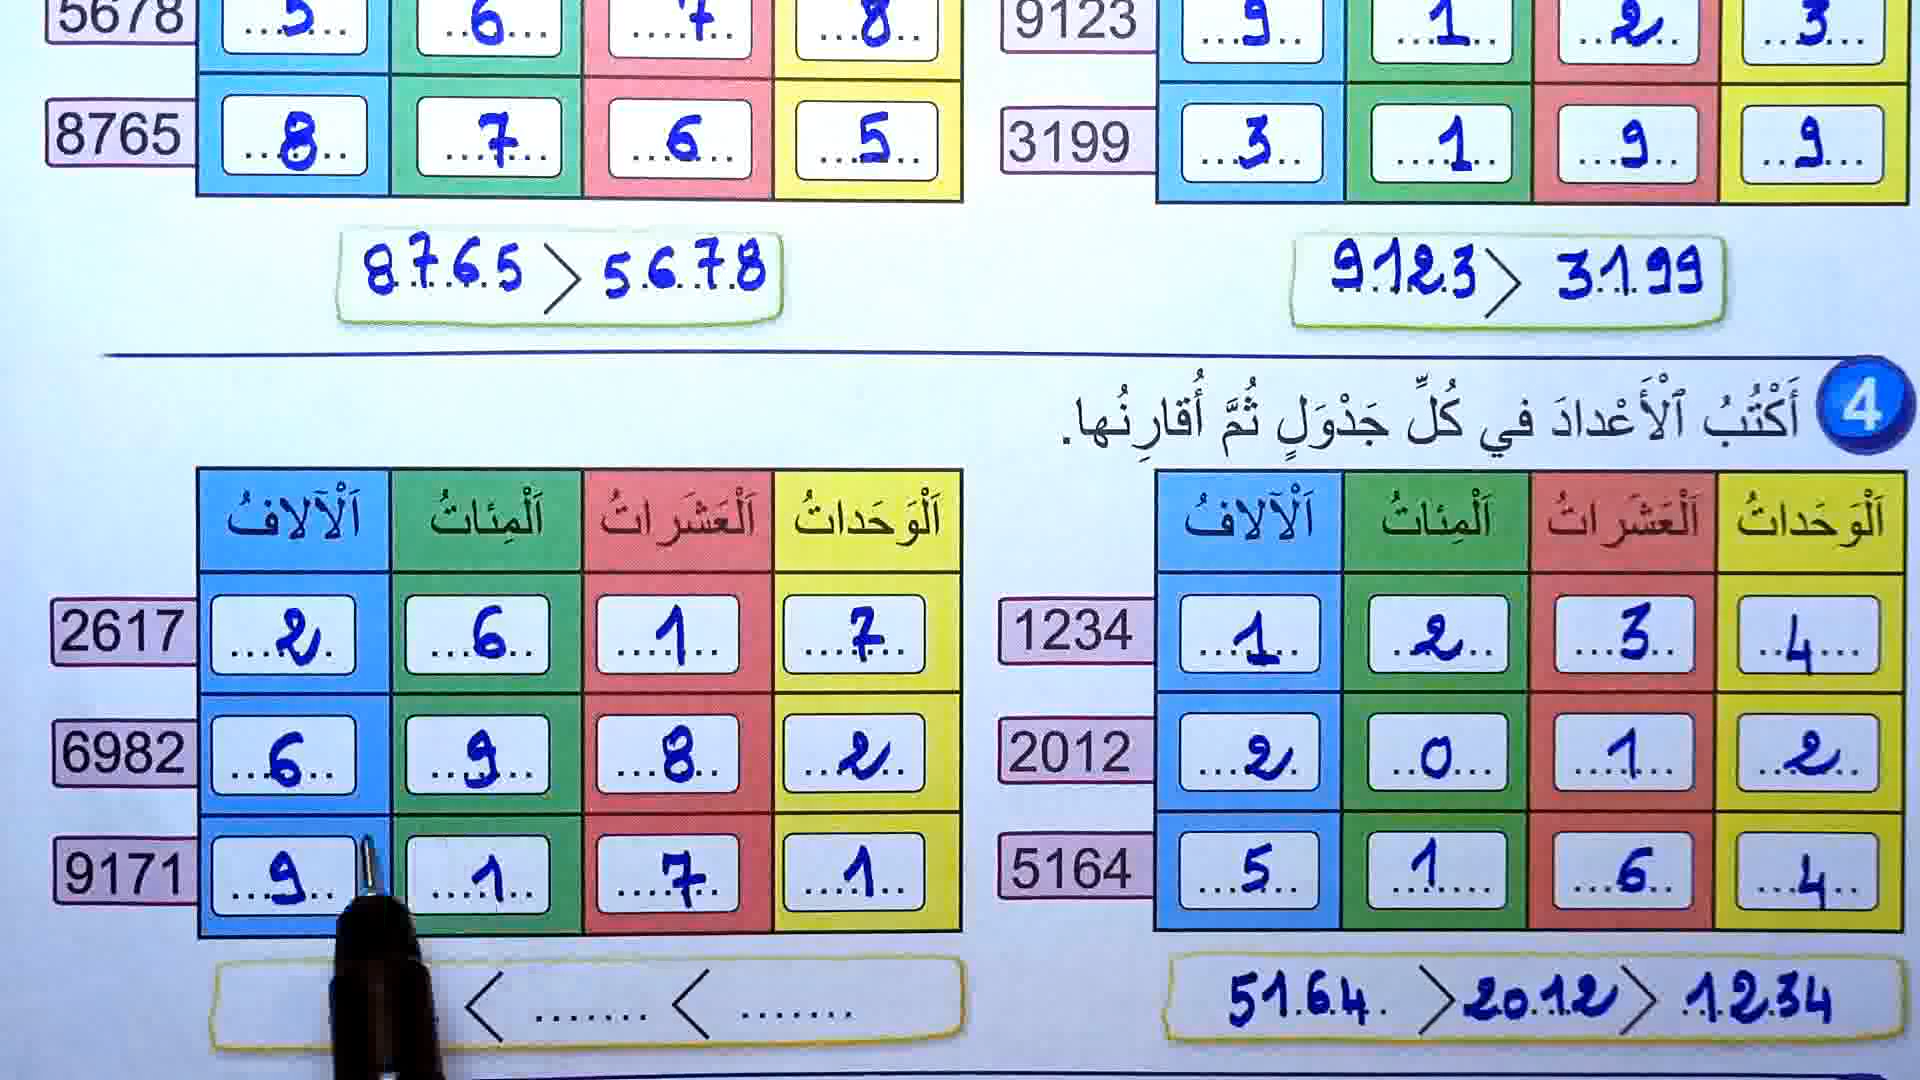 5678 5 6 7 8
8765 8 7 6 5
8765 > 5678
9123 9 1 2 3
3199 3 1 9 9
9123 > 3199
4 أَكْتُبُ ٱلْأَعْدادَ في كُلِّ جَدْوَلٍ ثُمَّ أُقارِنُها.
اَلْآلافُ اَلْمِئاتُ اَلْعَشَراتُ اَلْوَحَداتُ
2617 2 6 1 7
6982 6 9 8 2
9171 9 1 7 1
< ....... < .......
اَلْآلافُ اَلْمِئاتُ اَلْعَشَراتُ اَلْوَحَداتُ
1234 1 2 3 4
2012 2 0 1 2
5164 5 1 6 4
5164 > 2012 > 1234